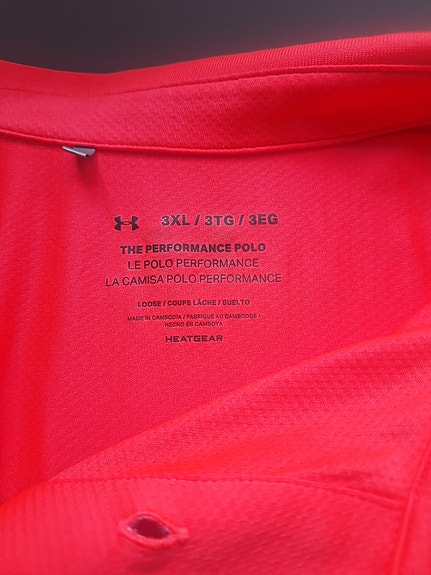 3XL / 3TG / 3EG
THE PERFORMANCE POLO
LE POLO PERFORMANCE
LA CAMISA POLO PERFORMANCE
LOOSE / COUPE LÂCHE / SUELTO
MADE IN CAMBODIA / FABRIQUÉ AU CAMBODGE /
HECHO EN CAMBOYA
HEATGEAR